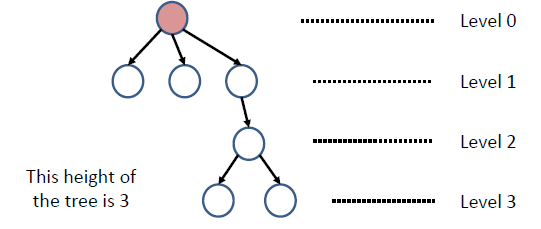 Level 0
Level 1
Level 2
This height of
the tree is 3
Level 3